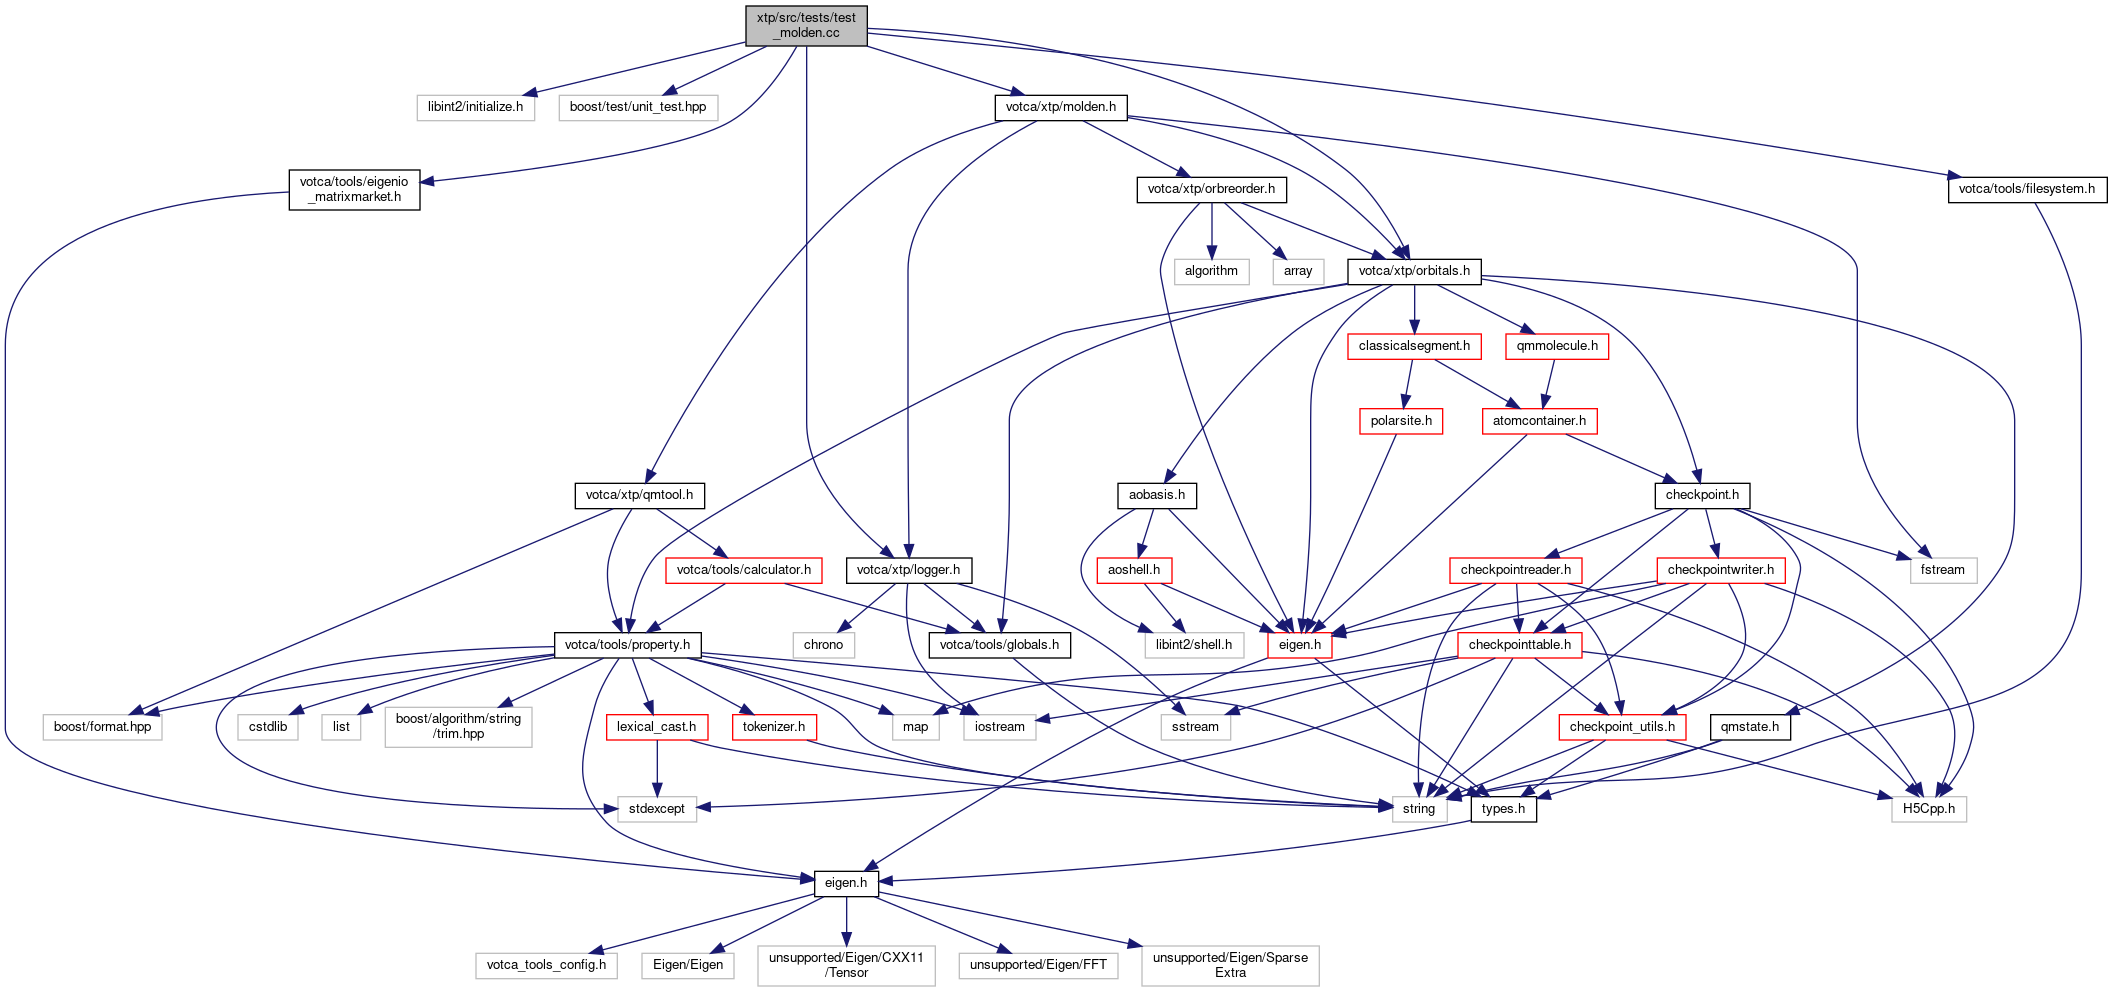 xtp/src/tests/test
_molden.cc
libint2/initialize.h
boost/test/unit_test.hpp
votca/xtp/molden.h
votca/tools/eigenio
_matrixmarket.h
votca/xtp/orbreorder.h
votca/tools/filesystem.h
algorithm
array
votca/xtp/orbitals.h
classicalsegment.h
qmmolecule.h
polarsite.h
atomcontainer.h
votca/xtp/qmtool.h
aobasis.h
checkpoint.h
votca/tools/calculator.h
votca/xtp/logger.h
aoshell.h
checkpointreader.h
checkpointwriter.h
fstream
votca/tools/property.h
chrono
votca/tools/globals.h
libint2/shell.h
eigen.h
checkpointtable.h
boost/format.hpp
cstdlib
list
boost/algorithm/string
/trim.hpp
lexical_cast.h
tokenizer.h
map
iostream
sstream
checkpoint_utils.h
qmstate.h
stdexcept
string
types.h
H5Cpp.h
eigen.h
votca_tools_config.h
Eigen/Eigen
unsupported/Eigen/CXX11
/Tensor
unsupported/Eigen/FFT
unsupported/Eigen/Sparse
Extra